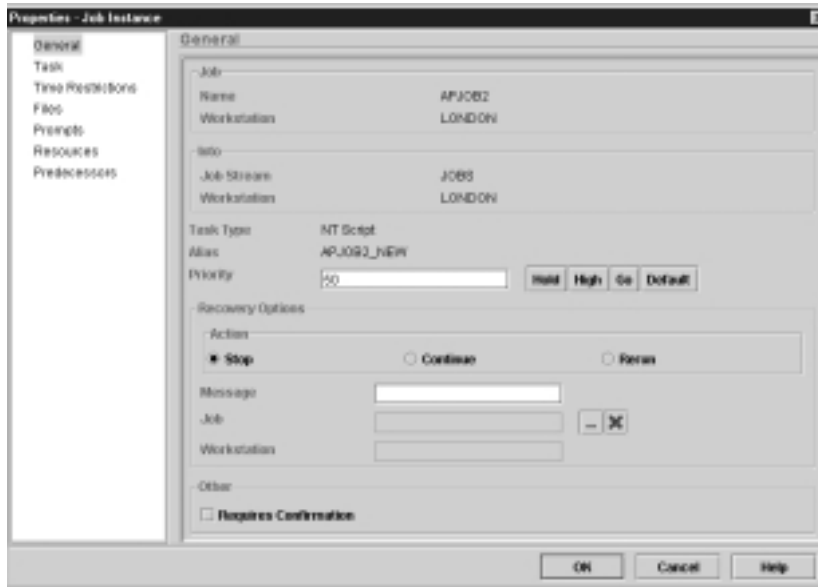 Properties - Job Instance
General
Task
Time Restrictions
Files
Prompts
Resources
Predecessors
General
Job
Name APJOB2
Workstation LONDON
Into
Job Stream JOBS
Workstation LONDON
Task Type NT Script
Alias APJOB2_NEW
Priority 50 Hold High Go Default
Recovery Options
Action
Stop Continue Rerun
Message
Job ...
Workstation
Other
Requires Confirmation
OK Cancel Help